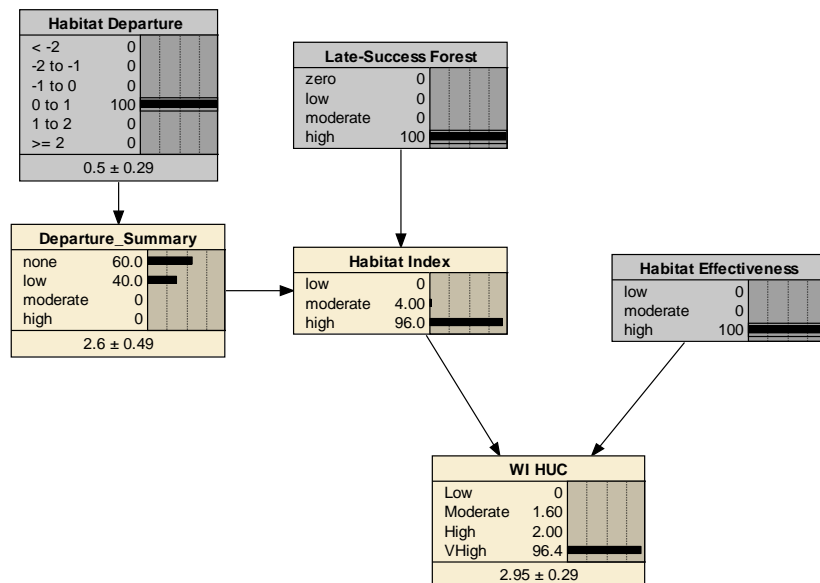 Habitat Departure
< -2 0
-2 to -1 0
-1 to 0 0
0 to 1 100
1 to 2 0
>= 2 0
0.5 ± 0.29
Late-Success Forest
zero 0
low 0
moderate 0
high 100
Departure_Summary
none 60.0
low 40.0
moderate 0
high 0
2.6 ± 0.49
Habitat Index
low 0
moderate 4.00
high 96.0
Habitat Effectiveness
low 0
moderate 0
high 100
WI HUC
Low 0
Moderate 1.60
High 2.00
VHigh 96.4
2.95 ± 0.29